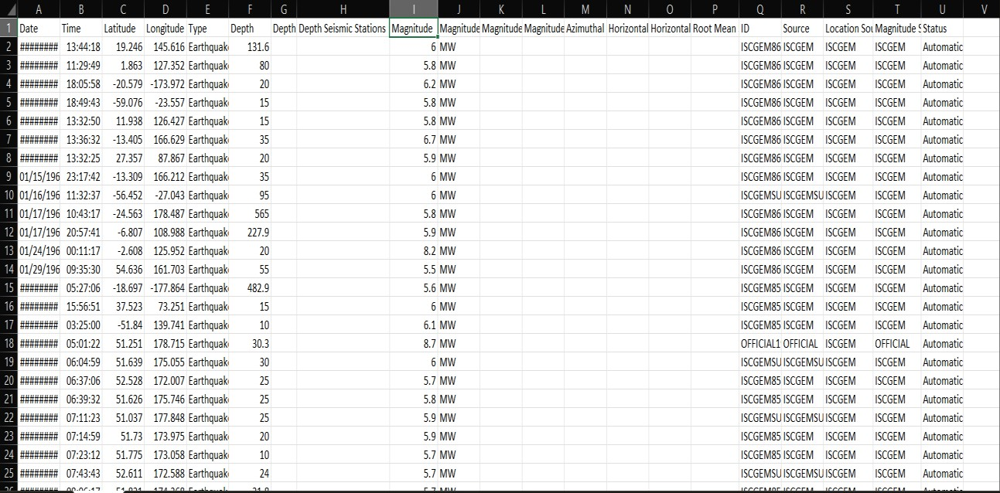 A B C D E F G H I J K L M N O P Q R S T U V
1 Date Time Latitude Longitude Type Depth Depth Depth Seismic Stations Magnitude Magnitude Magnitude Magnitude Azimuthal Horizontal Horizontal Root Mean ID Source Location Sou Magnitude S Status
2 ######## 13:44:18 19.246 145.616 Earthquak 131.6 6 MW ISCGEM86 ISCGEM ISCGEM ISCGEM Automatic
3 ######## 11:29:49 1.863 127.352 Earthquak 80 5.8 MW ISCGEM86 ISCGEM ISCGEM ISCGEM Automatic
4 ######## 18:05:58 -20.579 -173.972 Earthquak 20 6.2 MW ISCGEM86 ISCGEM ISCGEM ISCGEM Automatic
5 ######## 18:49:43 -59.076 -23.557 Earthquak 15 5.8 MW ISCGEM86 ISCGEM ISCGEM ISCGEM Automatic
6 ######## 13:32:50 11.938 126.427 Earthquak 15 5.8 MW ISCGEM86 ISCGEM ISCGEM ISCGEM Automatic
7 ######## 13:36:32 -13.405 166.629 Earthquak 35 6.7 MW ISCGEM86 ISCGEM ISCGEM ISCGEM Automatic
8 ######## 13:32:25 27.357 87.867 Earthquak 20 5.9 MW ISCGEM86 ISCGEM ISCGEM ISCGEM Automatic
9 01/15/196 23:17:42 -13.309 166.212 Earthquak 35 6 MW ISCGEM86 ISCGEM ISCGEM ISCGEM Automatic
10 01/16/196 11:32:37 -56.452 -27.043 Earthquak 95 6 MW ISCGEMSU ISCGEMSU ISCGEM ISCGEM Automatic
11 01/17/196 10:43:17 -24.563 178.487 Earthquak 565 5.8 MW ISCGEM86 ISCGEM ISCGEM ISCGEM Automatic
12 01/17/196 20:57:41 -6.807 108.988 Earthquak 227.9 5.9 MW ISCGEM86 ISCGEM ISCGEM ISCGEM Automatic
13 01/24/196 00:11:17 -2.608 125.952 Earthquak 20 8.2 MW ISCGEM86 ISCGEM ISCGEM ISCGEM Automatic
14 01/29/196 09:35:30 54.636 161.703 Earthquak 55 5.5 MW ISCGEM86 ISCGEM ISCGEM ISCGEM Automatic
15 ######## 05:27:06 -18.697 -177.864 Earthquak 482.9 5.6 MW ISCGEM85 ISCGEM ISCGEM ISCGEM Automatic
16 ######## 15:56:51 37.523 73.251 Earthquak 15 6 MW ISCGEM85 ISCGEM ISCGEM ISCGEM Automatic
17 ######## 03:25:00 -51.84 139.741 Earthquak 10 6.1 MW ISCGEM85 ISCGEM ISCGEM ISCGEM Automatic
18 ######## 05:01:22 51.251 178.715 Earthquak 30.3 8.7 MW OFFICIAL1 OFFICIAL ISCGEM OFFICIAL Automatic
19 ######## 06:04:59 51.639 175.055 Earthquak 30 6 MW ISCGEMSU ISCGEMSU ISCGEM ISCGEM Automatic
20 ######## 06:37:06 52.528 172.007 Earthquak 25 5.7 MW ISCGEM85 ISCGEM ISCGEM ISCGEM Automatic
21 ######## 06:39:32 51.626 175.746 Earthquak 25 5.8 MW ISCGEM85 ISCGEM ISCGEM ISCGEM Automatic
22 ######## 07:11:23 51.037 177.848 Earthquak 25 5.9 MW ISCGEMSU ISCGEMSU ISCGEM ISCGEM Automatic
23 ######## 07:14:59 51.73 173.975 Earthquak 20 5.9 MW ISCGEM85 ISCGEM ISCGEM ISCGEM Automatic
24 ######## 07:23:12 51.775 173.058 Earthquak 10 5.7 MW ISCGEM85 ISCGEM ISCGEM ISCGEM Automatic
25 ######## 07:43:43 52.611 172.588 Earthquak 24 5.7 MW ISCGEMSU ISCGEMSU ISCGEM ISCGEM Automatic